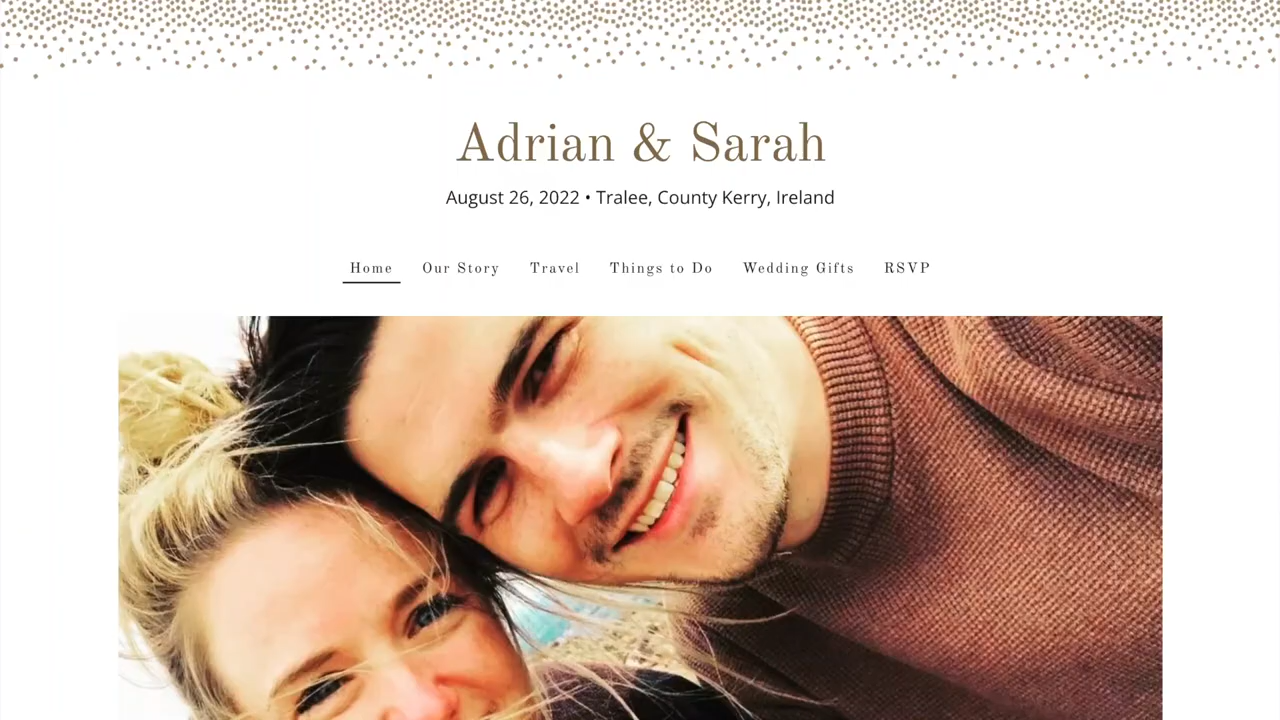 Adrian & Sarah
August 26, 2022 • Tralee, County Kerry, Ireland
Home Our Story Travel Things to Do Wedding Gifts RSVP